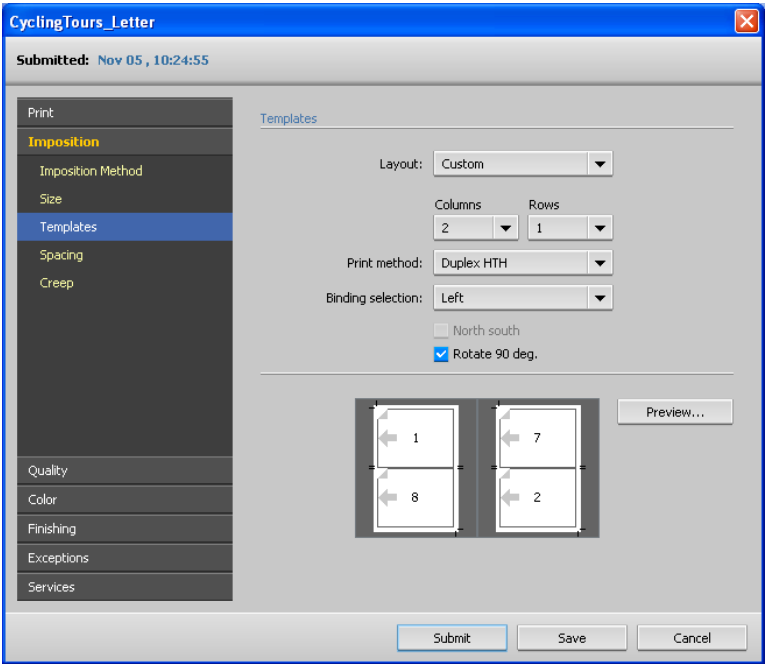 CyclingTours_Letter
Submitted: Nov 05 , 10:24:55
Print
Imposition
Imposition Method
Size
Templates
Spacing
Creep
Quality
Color
Finishing
Exceptions
Services
Templates
Layout: Custom
Columns Rows
2 1
Print method: Duplex HTH
Binding selection: Left
North south
Rotate 90 deg.
1 7
8 2
Preview...
Submit Save Cancel